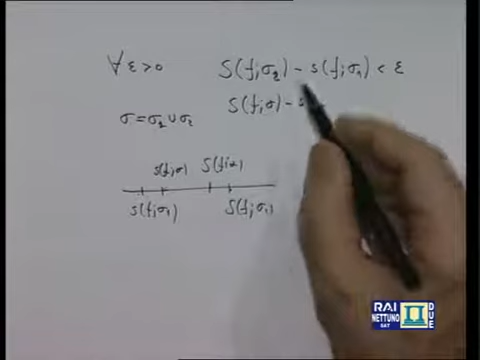 ∀ε>0 S(f;σ₂) - s(f;σ₁) < ε
S(f;σ) - s
σ = σ₁ ∪ σ₂
s(f;σ) S(f;σ)
s(f;σ₁) S(f;σ₂)
RAI
NETTUNO
SAT
DUE